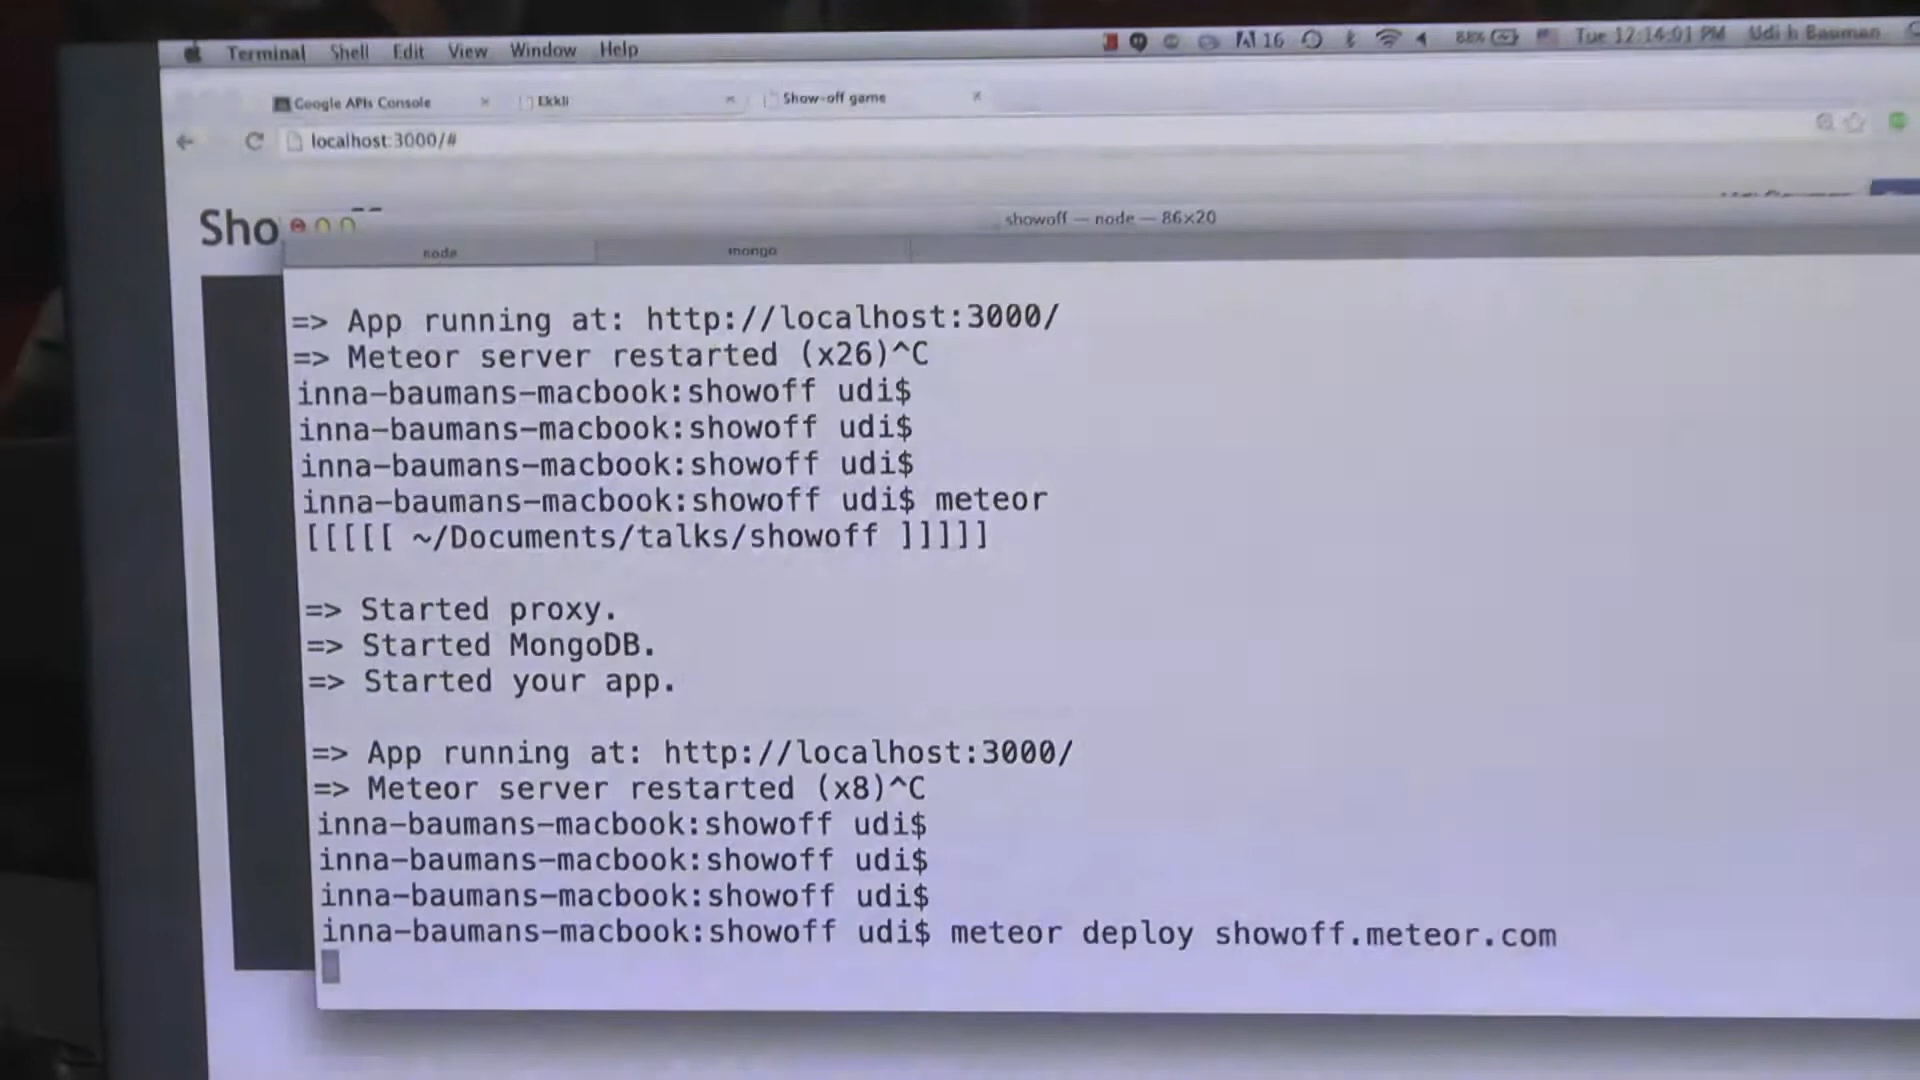 Terminal Shell Edit View Window Help 16 88% Tue 12:14:01 PM Udi h Bauman
Google APIs Console Ekkli Show-off game
localhost:3000/#
Sho
showoff — node — 86×20
node mongo
=> App running at: http://localhost:3000/
=> Meteor server restarted (x26)^C
inna-baumans-macbook:showoff udi$
inna-baumans-macbook:showoff udi$
inna-baumans-macbook:showoff udi$
inna-baumans-macbook:showoff udi$ meteor
[[[[[ ~/Documents/talks/showoff ]]]]]
=> Started proxy.
=> Started MongoDB.
=> Started your app.
=> App running at: http://localhost:3000/
=> Meteor server restarted (x8)^C
inna-baumans-macbook:showoff udi$
inna-baumans-macbook:showoff udi$
inna-baumans-macbook:showoff udi$
inna-baumans-macbook:showoff udi$ meteor deploy showoff.meteor.com